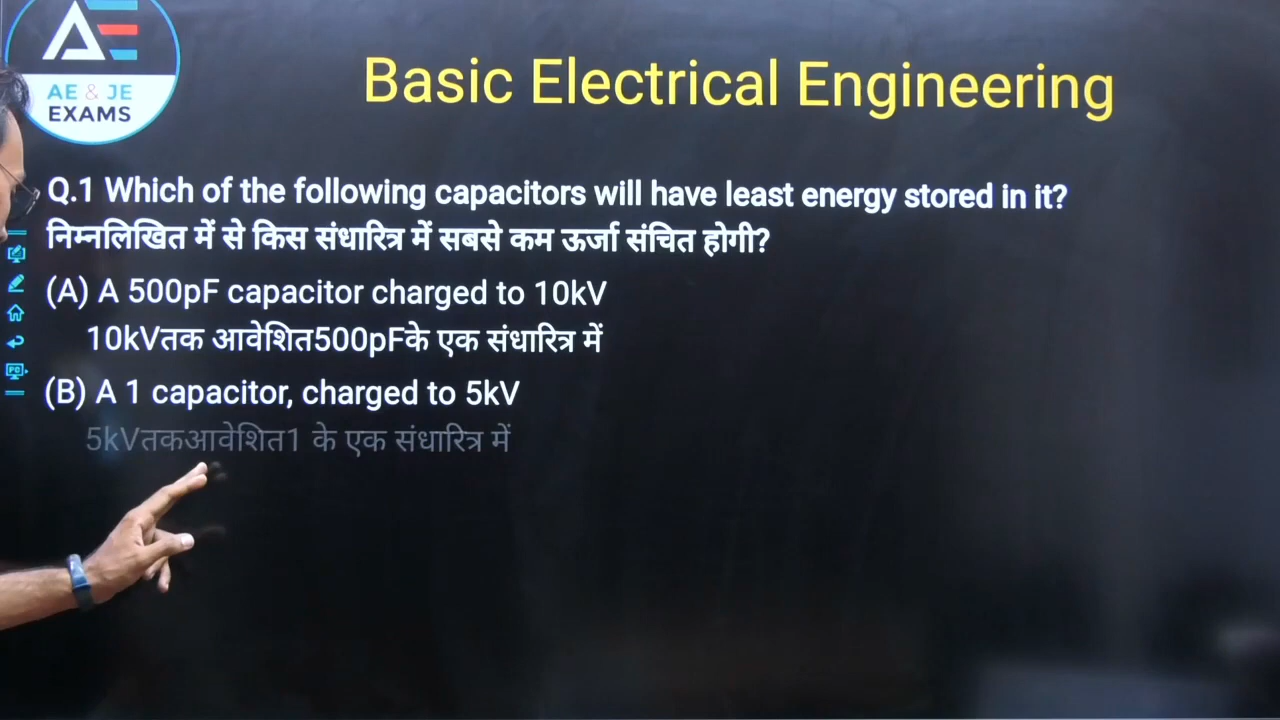 AE & JE
EXAMS
Basic Electrical Engineering
Q.1 Which of the following capacitors will have least energy stored in it?
निम्नलिखित में से किस संधारित्र में सबसे कम ऊर्जा संचित होगी?
(A) A 500pF capacitor charged to 10kV
10kVतक आवेशित500pFके एक संधारित्र में
(B) A 1 capacitor, charged to 5kV
5kVतकआवेशित1 के एक संधारित्र में